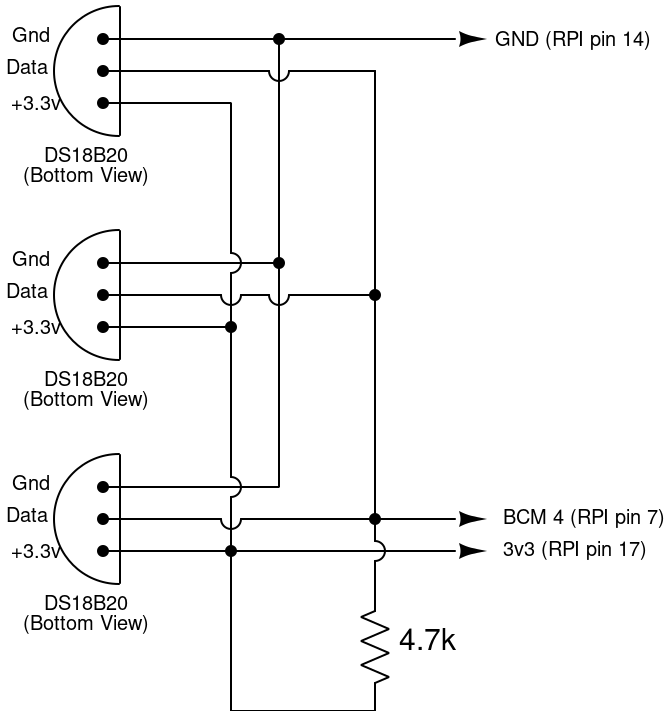 Gnd
GND (RPI pin 14)
Data
+3.3v
DS18B20
(Bottom View)
Gnd
Data
+3.3v
DS18B20
(Bottom View)
Gnd
Data
BCM 4 (RPI pin 7)
+3.3v
3v3 (RPI pin 17)
DS18B20
(Bottom View)
4.7k